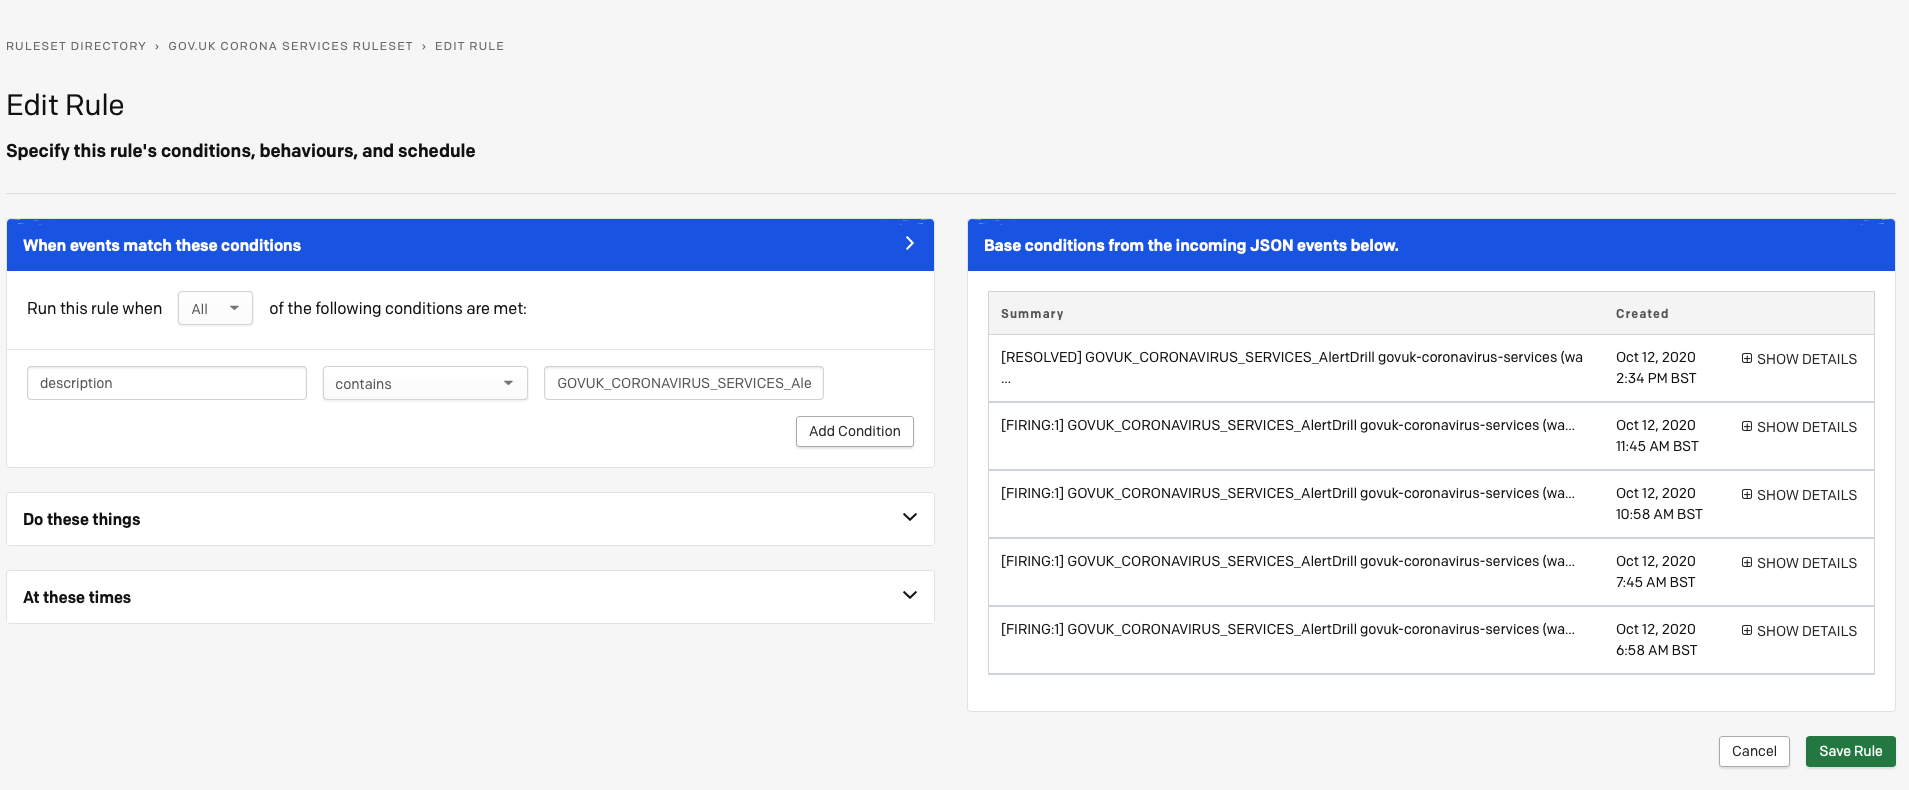 RULESET DIRECTORY › GOV.UK CORONA SERVICES RULESET › EDIT RULE
Edit Rule
Specify this rule's conditions, behaviours, and schedule
When events match these conditions
Run this rule when All of the following conditions are met:
description contains GOVUK_CORONAVIRUS_SERVICES_Ale
Add Condition
Do these things
At these times
Base conditions from the incoming JSON events below.
Summary Created
[RESOLVED] GOVUK_CORONAVIRUS_SERVICES_AlertDrill govuk-coronavirus-services (wa Oct 12, 2020 SHOW DETAILS
... 2:34 PM BST
[FIRING:1] GOVUK_CORONAVIRUS_SERVICES_AlertDrill govuk-coronavirus-services (wa... Oct 12, 2020 SHOW DETAILS
11:45 AM BST
[FIRING:1] GOVUK_CORONAVIRUS_SERVICES_AlertDrill govuk-coronavirus-services (wa... Oct 12, 2020 SHOW DETAILS
10:58 AM BST
[FIRING:1] GOVUK_CORONAVIRUS_SERVICES_AlertDrill govuk-coronavirus-services (wa... Oct 12, 2020 SHOW DETAILS
7:45 AM BST
[FIRING:1] GOVUK_CORONAVIRUS_SERVICES_AlertDrill govuk-coronavirus-services (wa... Oct 12, 2020 SHOW DETAILS
6:58 AM BST
Cancel Save Rule